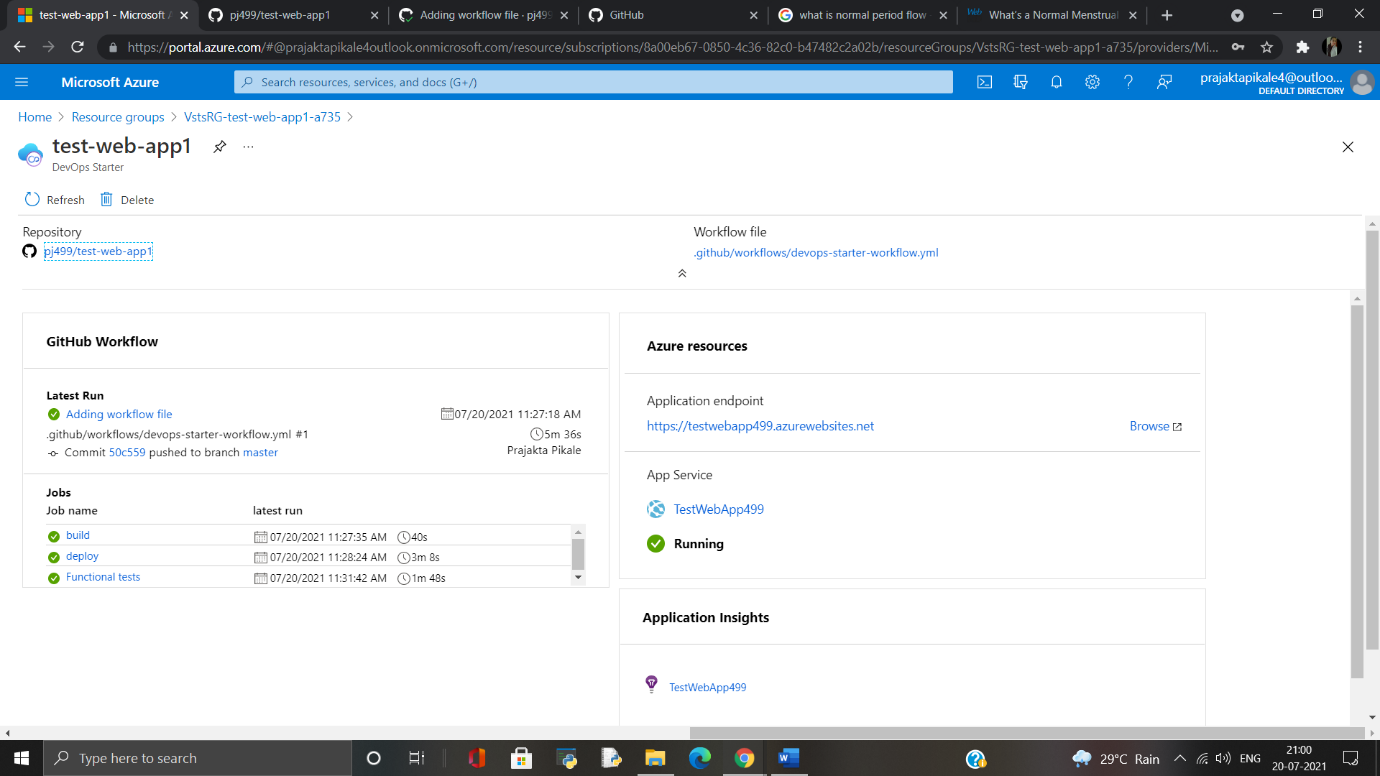 test-web-app1 - Microsoft A
pj499/test-web-app1
Adding workflow file · pj499
GitHub
what is normal period flow -
Web
What's a Normal Menstrual
https://portal.azure.com/#@prajaktapikale4outlook.onmicrosoft.com/resource/subscriptions/8a00eb67-0850-4c36-82c0-b47482c2a02b/resourceGroups/VstsRG-test-web-app1-a735/providers/Mi...
Microsoft Azure
Search resources, services, and docs (G+/)
prajaktapikale4@outloo...
DEFAULT DIRECTORY
Home > Resource groups > VstsRG-test-web-app1-a735 >
test-web-app1
DevOps Starter
Refresh
Delete
Repository
pj499/test-web-app1
Workflow file
.github/workflows/devops-starter-workflow.yml
GitHub Workflow
Latest Run
Adding workflow file
07/20/2021 11:27:18 AM
.github/workflows/devops-starter-workflow.yml #1
5m 36s
Commit 50c559 pushed to branch master
Prajakta Pikale
Jobs
Job name latest run
build 07/20/2021 11:27:35 AM 40s
deploy 07/20/2021 11:28:24 AM 3m 8s
Functional tests 07/20/2021 11:31:42 AM 1m 48s
Azure resources
Application endpoint
https://testwebapp499.azurewebsites.net
Browse
App Service
TestWebApp499
Running
Application Insights
TestWebApp499
Type here to search
29°C Rain
ENG
21:00
20-07-2021